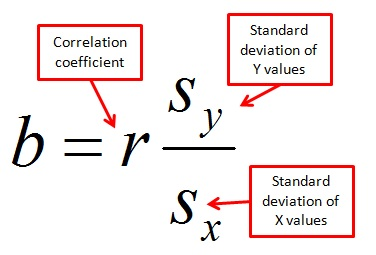 Correlation
coefficient
Standard
deviation of
Y values
b = r s_y / s_x
Standard
deviation of
X values